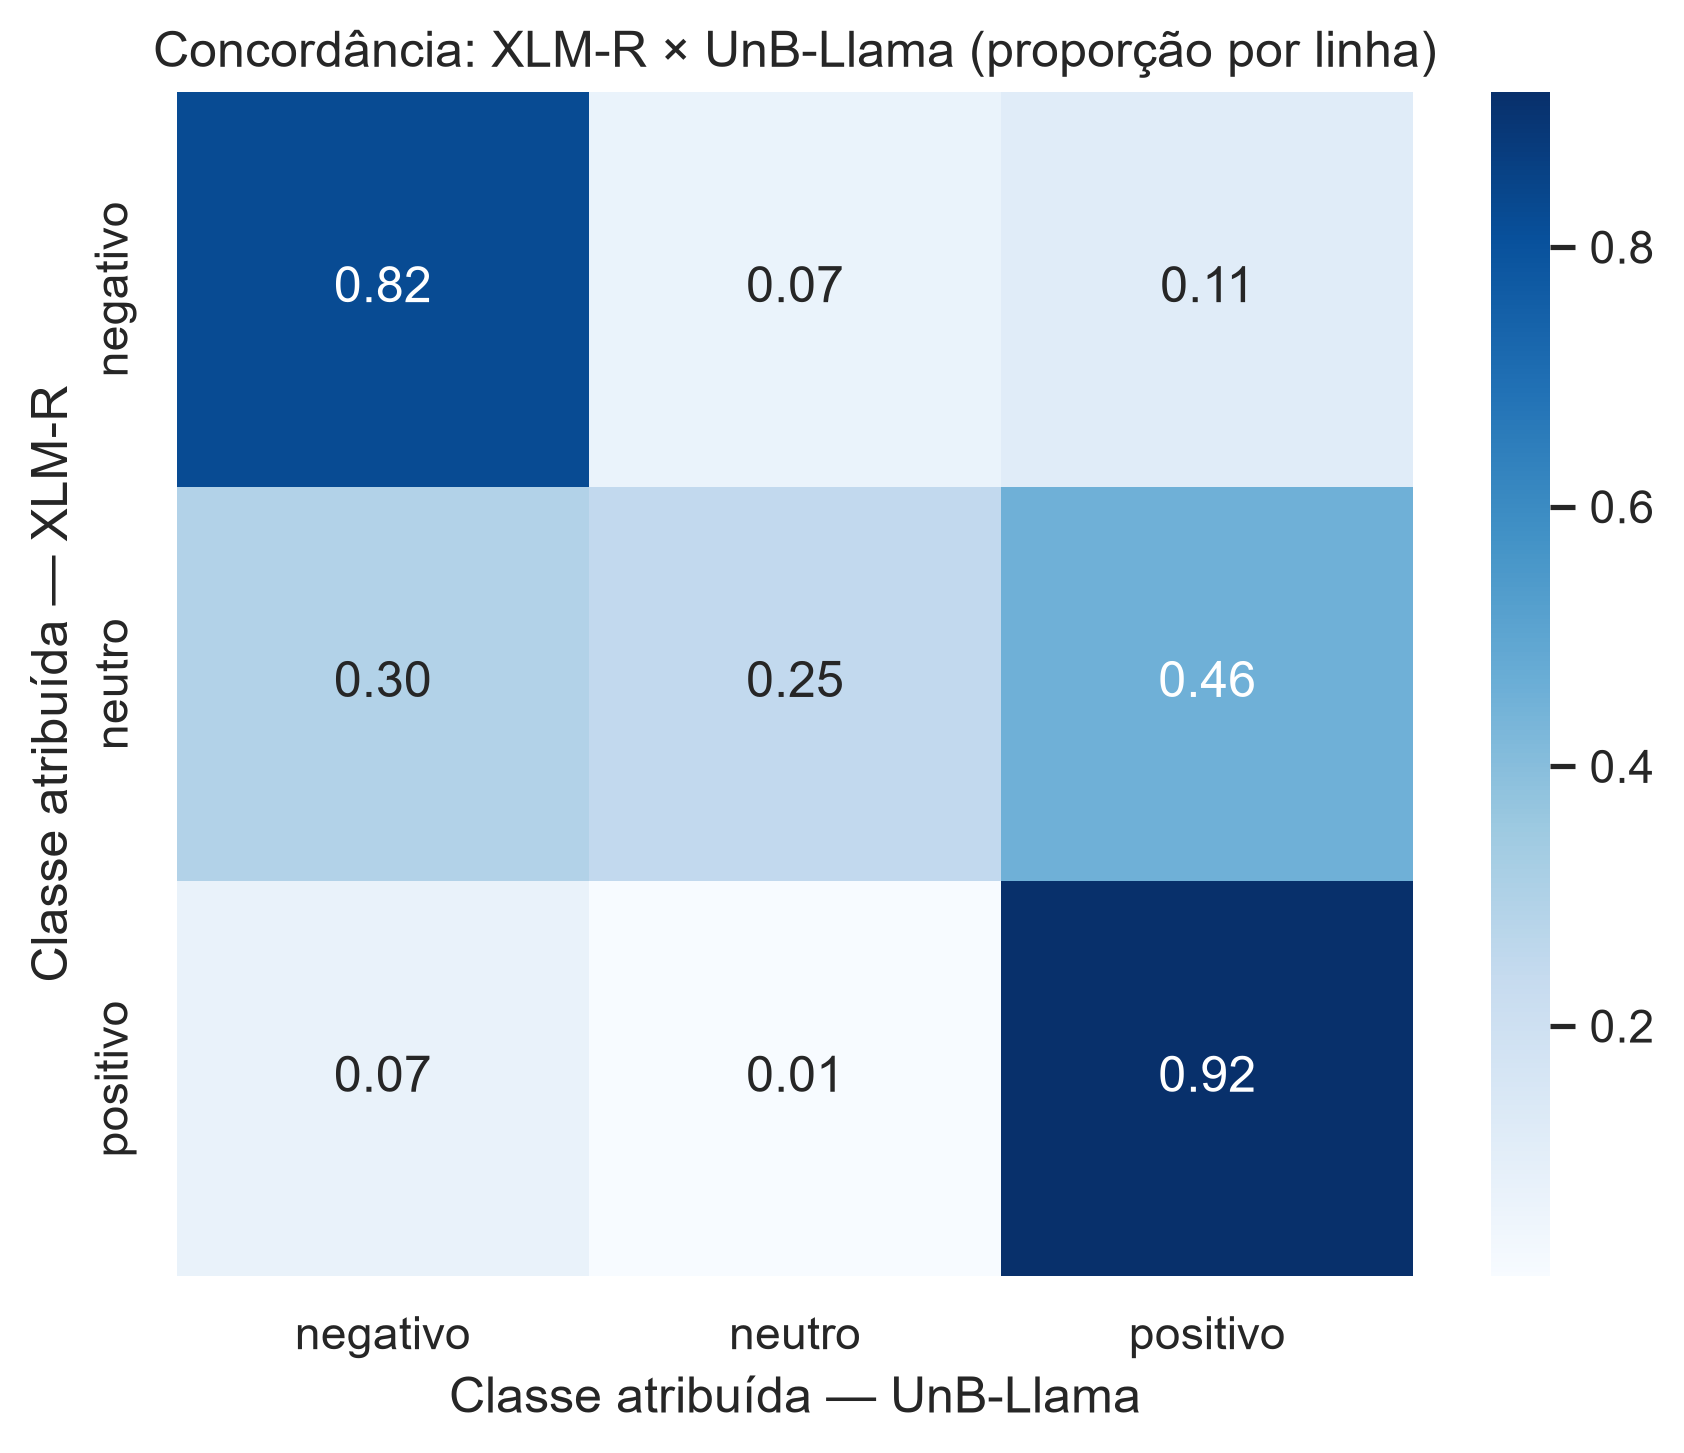 Concordância: XLM-R × UnB-Llama (proporção por linha)
Classe atribuída — XLM-R
negativo
0.82
0.07
0.11
neutro
0.30
0.25
0.46
positivo
0.07
0.01
0.92
negativo
neutro
positivo
Classe atribuída — UnB-Llama
0.8
0.6
0.4
0.2